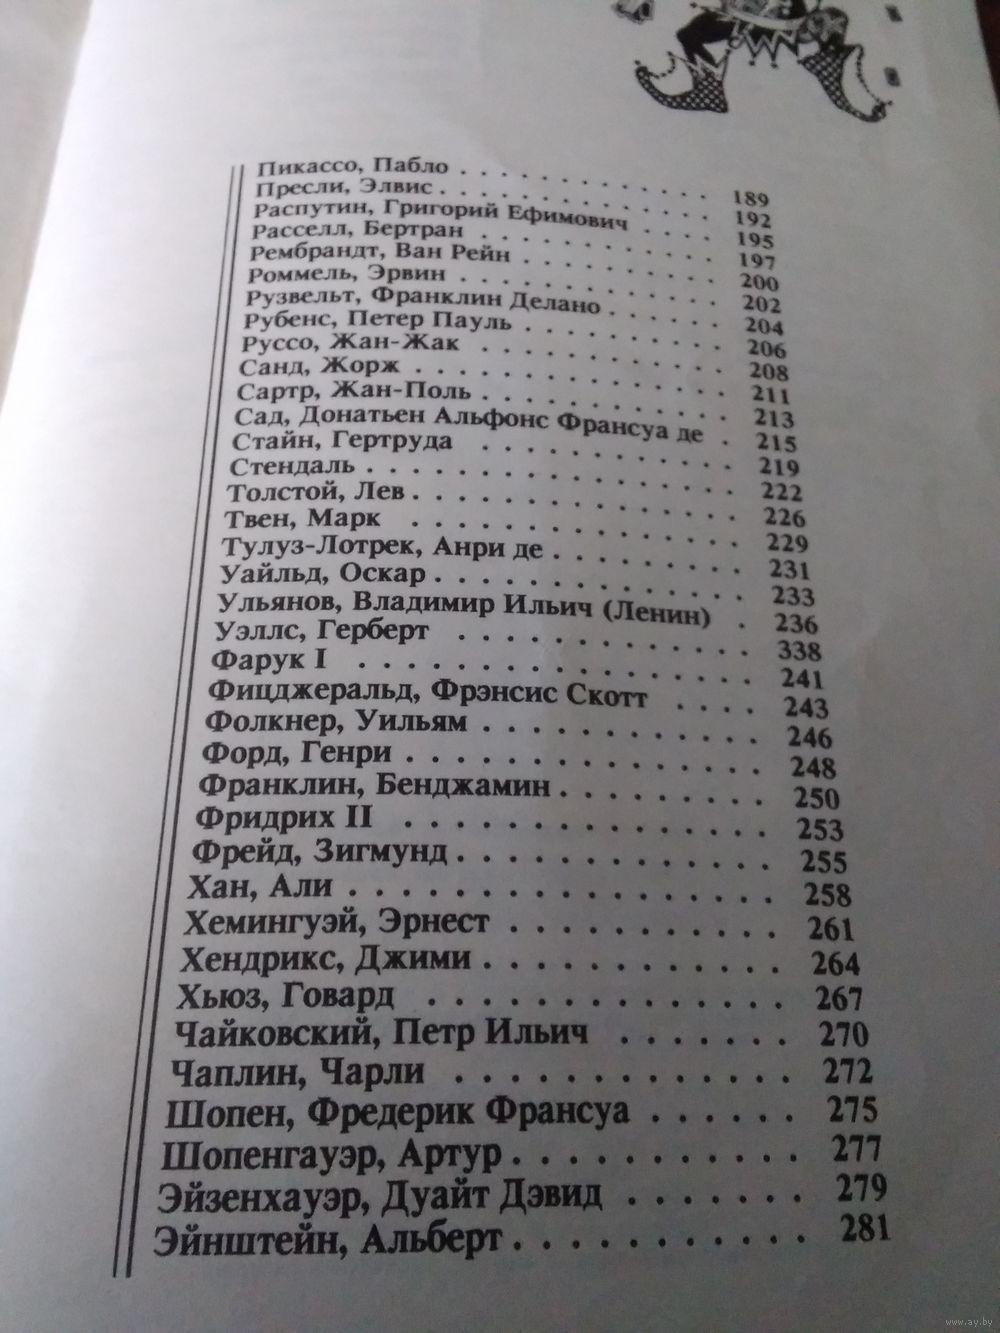 Пикассо, Пабло . . . . . . . . . . . . 189
Пресли, Элвис . . . . . . . . . . . . . 192
Распутин, Григорий Ефимович . . . . 195
Расселл, Бертран . . . . . . . . . . . 197
Рембрандт, Ван Рейн . . . . . . . . . 200
Роммель, Эрвин . . . . . . . . . . . . 202
Рузвельт, Франклин Делано . . . . . 204
Рубенс, Петер Пауль . . . . . . . . . 206
Руссо, Жан-Жак . . . . . . . . . . . 208
Санд, Жорж . . . . . . . . . . . . . . 211
Сартр, Жан-Поль . . . . . . . . . . . 213
Сад, Донатьен Альфонс Франсуа де . 215
Стайн, Гертруда . . . . . . . . . . . 219
Стендаль . . . . . . . . . . . . . . . 222
Толстой, Лев . . . . . . . . . . . . . 226
Твен, Марк . . . . . . . . . . . . . . 229
Тулуз-Лотрек, Анри де . . . . . . . . 231
Уайльд, Оскар . . . . . . . . . . . . . 233
Ульянов, Владимир Ильич (Ленин) . 236
Уэллс, Герберт . . . . . . . . . . . . 338
Фарук I . . . . . . . . . . . . . . . . 241
Фицджеральд, Фрэнсис Скотт . . . . 243
Фолкнер, Уильям . . . . . . . . . . . 246
Форд, Генри . . . . . . . . . . . . . . 248
Франклин, Бенджамин . . . . . . . . 250
Фридрих II . . . . . . . . . . . . . . 253
Фрейд, Зигмунд . . . . . . . . . . . . 255
Хан, Али . . . . . . . . . . . . . . . . 258
Хемингуэй, Эрнест . . . . . . . . . . 261
Хендрикс, Джими . . . . . . . . . . . 264
Хьюз, Говард . . . . . . . . . . . . . 267
Чайковский, Петр Ильич . . . . . . . 270
Чаплин, Чарли . . . . . . . . . . . . 272
Шопен, Фредерик Франсуа . . . . . . 275
Шопенгауэр, Артур . . . . . . . . . . . 277
Эйзенхауэр, Дуайт Дэвид . . . . . . . 279
Эйнштейн, Альберт . . . . . . . . . . . 281
www.ay.by